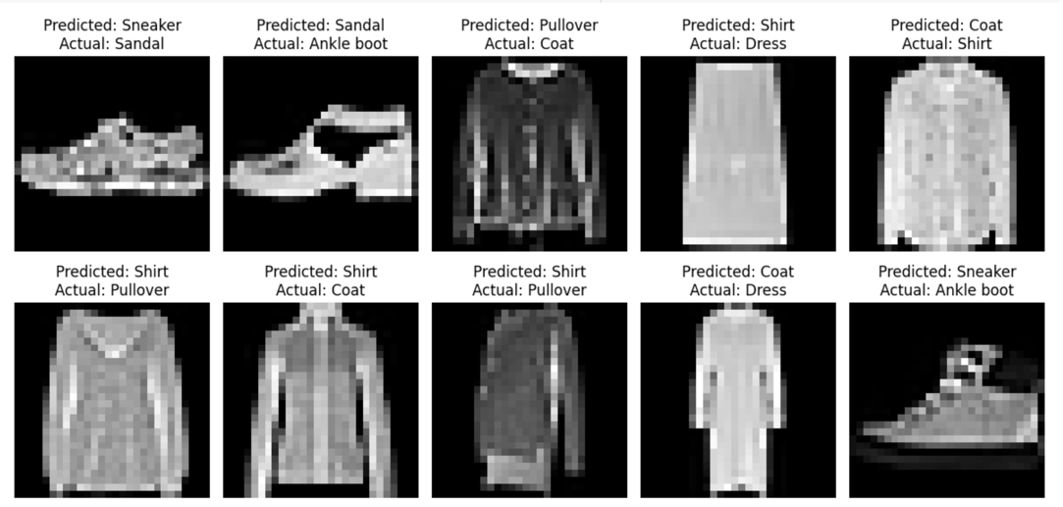 Predicted: Sneaker
Actual: Sandal
Predicted: Sandal
Actual: Ankle boot
Predicted: Pullover
Actual: Coat
Predicted: Shirt
Actual: Dress
Predicted: Coat
Actual: Shirt
Predicted: Shirt
Actual: Pullover
Predicted: Shirt
Actual: Coat
Predicted: Shirt
Actual: Pullover
Predicted: Coat
Actual: Dress
Predicted: Sneaker
Actual: Ankle boot